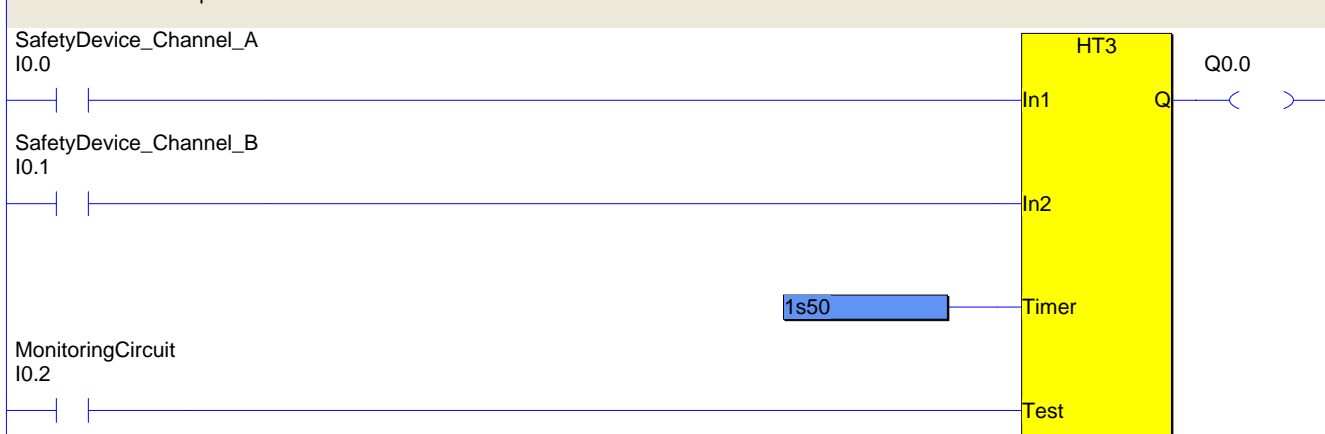 SafetyDevice_Channel_A
I0.0
HT3
Q0.0
In1
Q
SafetyDevice_Channel_B
I0.1
In2
1s50
Timer
MonitoringCircuit
I0.2
Test